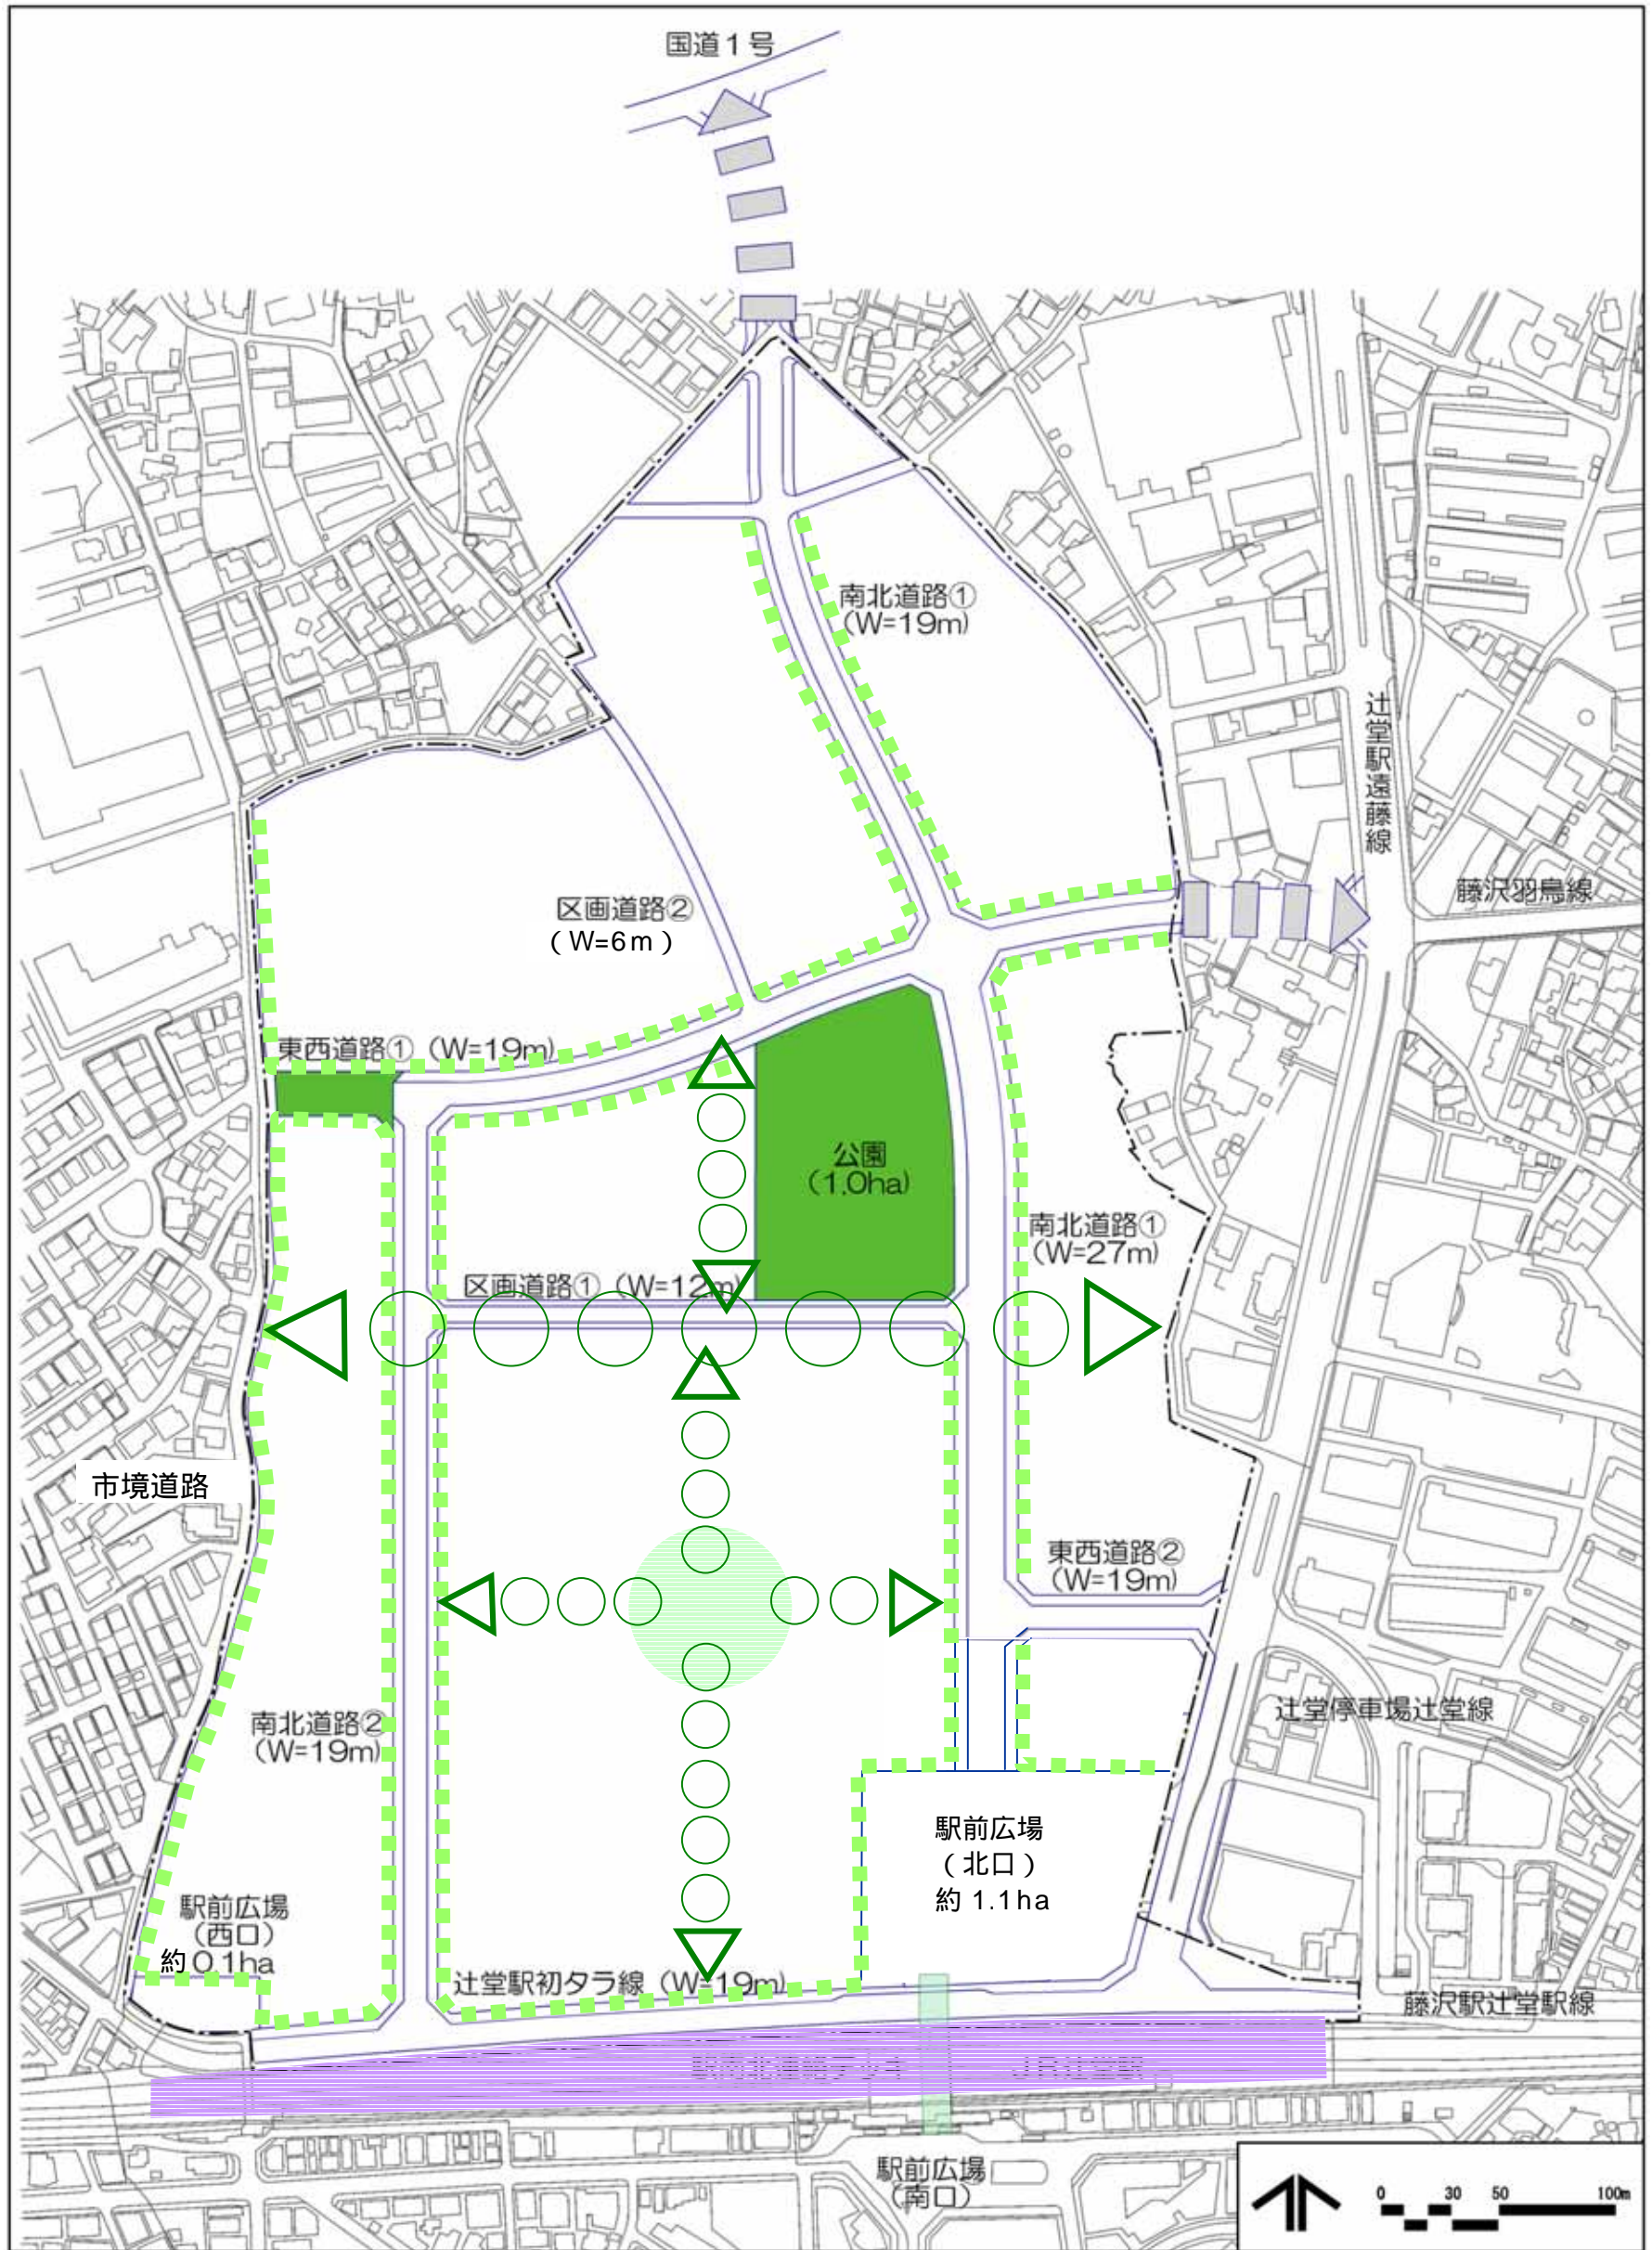 国道1号
南北道路①
(W=19m)
辻堂駅遠藤線
藤沢羽鳥線
区画道路②
（W=6m）
東西道路① (W=19m)
公園
(1.0ha)
南北道路①
(W=27m)
区画道路① (W=12m)
市境道路
東西道路②
(W=19m)
南北道路②
(W=19m)
辻堂停車場辻堂線
駅前広場
（北口）
約1.1ha
駅前広場
(西口)
約0.1ha
辻堂駅初タラ線 (W=19m)
藤沢駅辻堂駅線
駅前広場
(南口)
0 30 50 100m